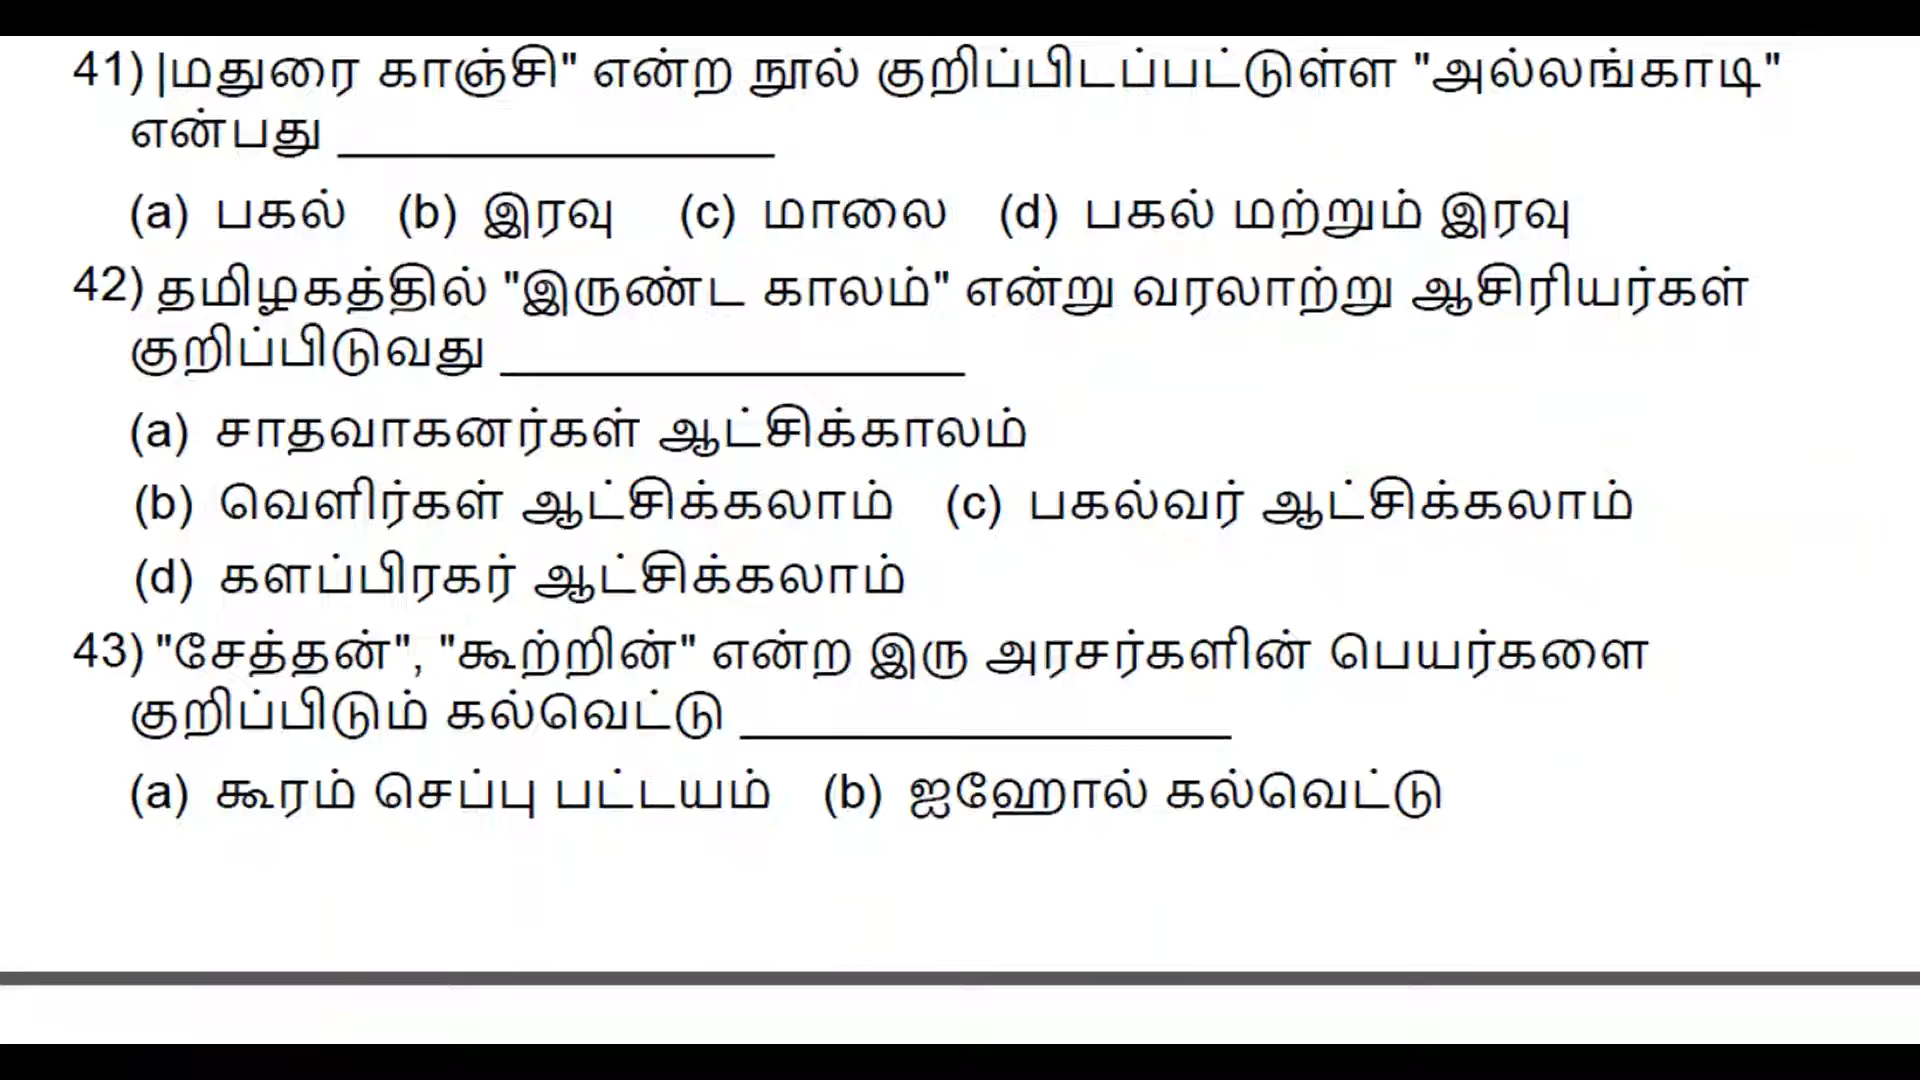 41) |மதுரை காஞ்சி" என்ற நூல் குறிப்பிடப்பட்டுள்ள "அல்லங்காடி"
என்பது ________________
(a) பகல் (b) இரவு (c) மாலை (d) பகல் மற்றும் இரவு
42) தமிழகத்தில் "இருண்ட காலம்" என்று வரலாற்று ஆசிரியர்கள்
குறிப்பிடுவது _________________
(a) சாதவாகனர்கள் ஆட்சிக்காலம்
(b) வெளிர்கள் ஆட்சிக்கலாம் (c) பகல்வர் ஆட்சிக்கலாம்
(d) களப்பிரகர் ஆட்சிக்கலாம்
43) "சேத்தன்", "கூற்றின்" என்ற இரு அரசர்களின் பெயர்களை
குறிப்பிடும் கல்வெட்டு __________________
(a) கூரம் செப்பு பட்டயம் (b) ஐஹோல் கல்வெட்டு